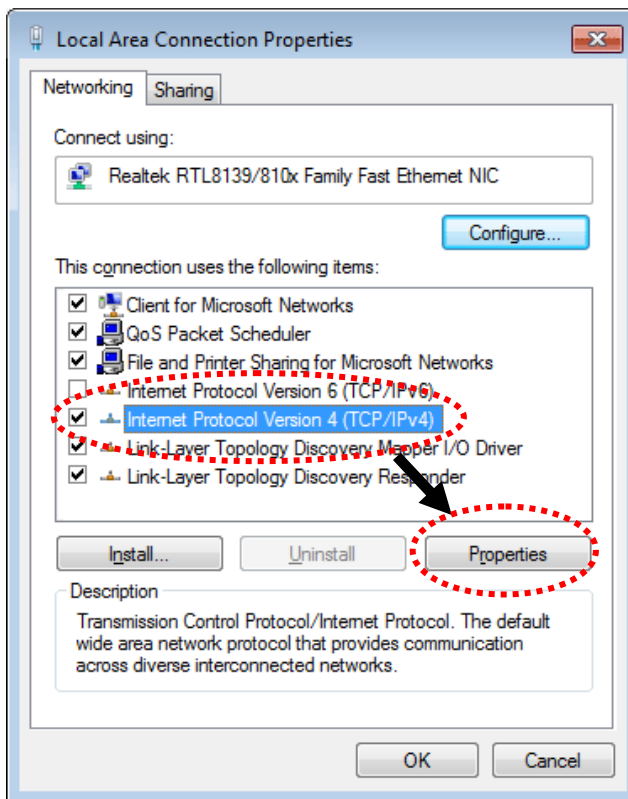 Local Area Connection Properties
Networking
Sharing
Connect using:
Realtek RTL8139/810x Family Fast Ethernet NIC
Configure...
This connection uses the following items:
Client for Microsoft Networks
QoS Packet Scheduler
File and Printer Sharing for Microsoft Networks
Internet Protocol Version 6 (TCP/IPv6)
Internet Protocol Version 4 (TCP/IPv4)
Link-Layer Topology Discovery Mapper I/O Driver
Link-Layer Topology Discovery Responder
Install...
Uninstall
Properties
Description
Transmission Control Protocol/Internet Protocol. The default
wide area network protocol that provides communication
across diverse interconnected networks.
OK
Cancel